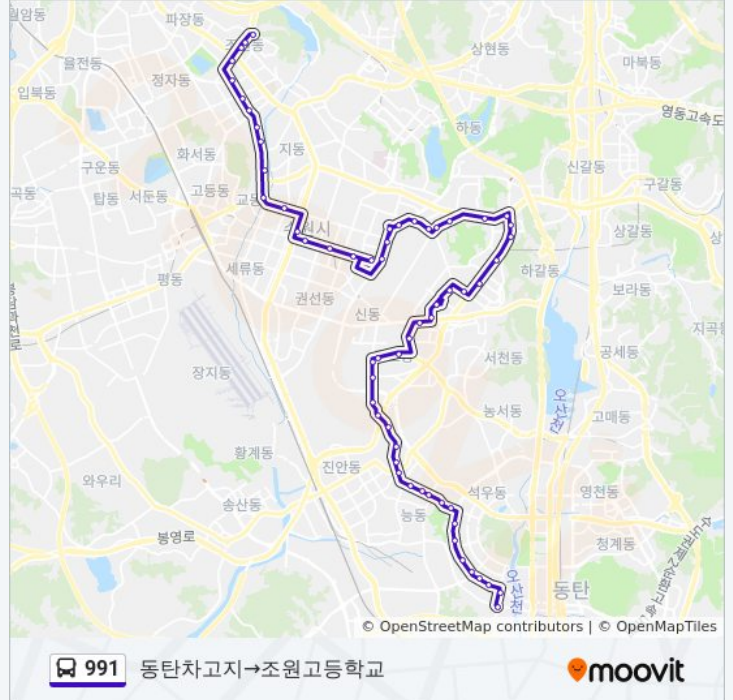 월암동
파장동
율전동
상현동
마북동
정자동
입북동
영동고속도
하동
지동
화서동
신갈동
구운동
고등동
구갈동
곡동
탑동
서둔동
상갈동
세류동
하갈동
평동
보라동
권선동
신동
지곡동
장지동
서천동
공세동
오산천
농서동
고매동
황계동
진안동
와우리
석우동
영천동
송산동
능동
봉영로
청계동
오산천
동탄
© OpenStreetMap contributors | © OpenMapTiles
991 동탄차고지→조원고등학교
moovit